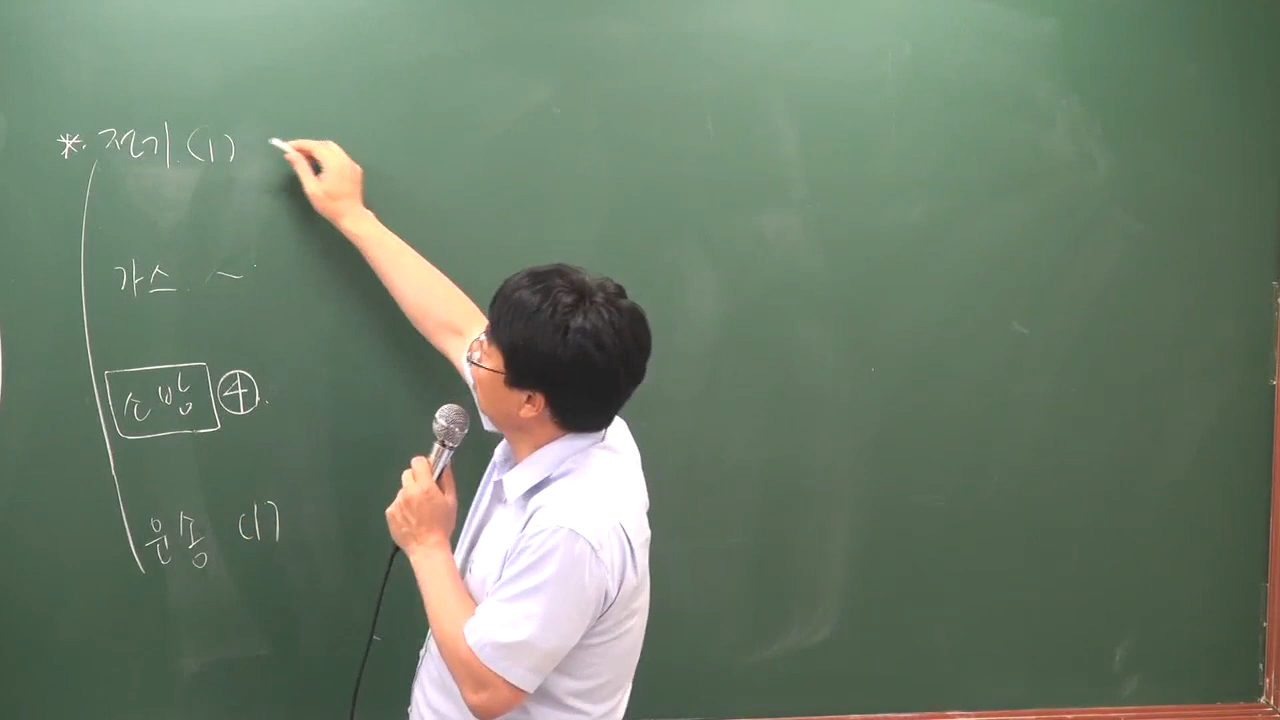 ※. 전기. (1)
가스. ~
소방 ④.
운송 (1)